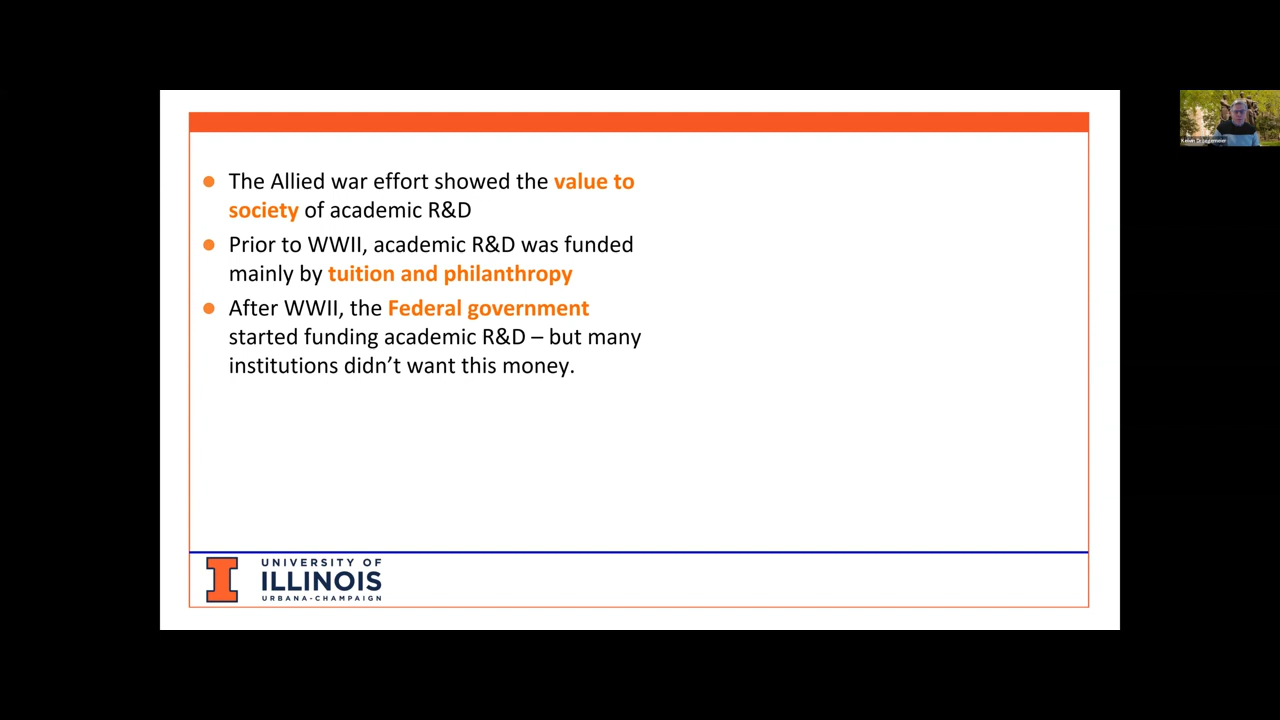 The Allied war effort showed the value to
society of academic R&D
Prior to WWII, academic R&D was funded
mainly by tuition and philanthropy
After WWII, the Federal government
started funding academic R&D – but many
institutions didn’t want this money.
UNIVERSITY OF
ILLINOIS
URBANA-CHAMPAIGN
Kelvin Droegemeier